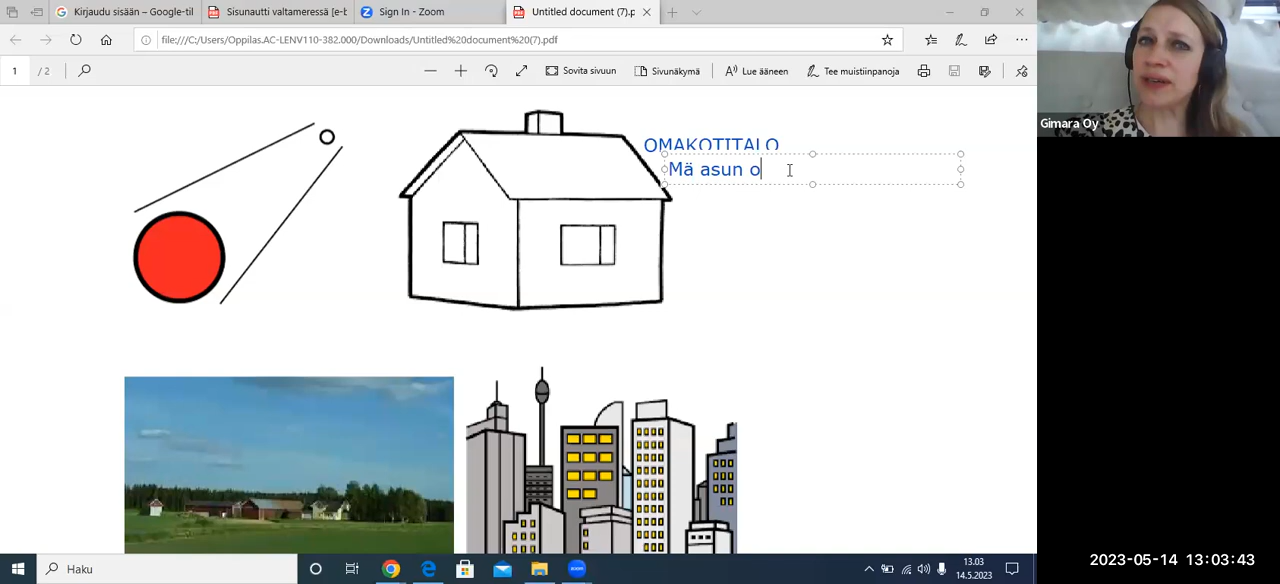 Kirjaudu sisään – Google-til
Sisunautti valtameressä [e-b
Sign In - Zoom
Untitled document (7).p
file:///C:/Users/Oppilas.AC-LENV110-382.000/Downloads/Untitled%20document%20(7).pdf
1 / 2
Sovita sivuun
Sivunäkymä
Lue ääneen
Tee muistiinpanoja
Gimara Oy
OMAKOTITALO
Mä asun o
Haku
zoom
13.03
14.5.2023
2023-05-14 13:03:43